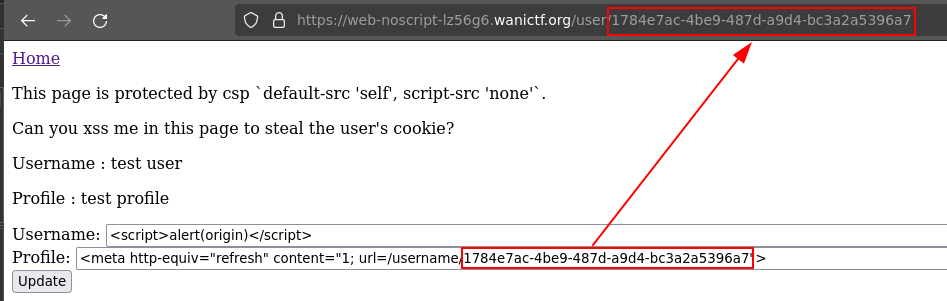 https://web-noscript-lz56g6.wanictf.org/user/1784e7ac-4be9-487d-a9d4-bc3a2a5396a7
Home
This page is protected by csp `default-src 'self', script-src 'none'`.
Can you xss me in this page to steal the user's cookie?
Username : test user
Profile : test profile
Username: <script>alert(origin)</script>
Profile: <meta http-equiv="refresh" content="1; url=/username/1784e7ac-4be9-487d-a9d4-bc3a2a5396a7">
Update